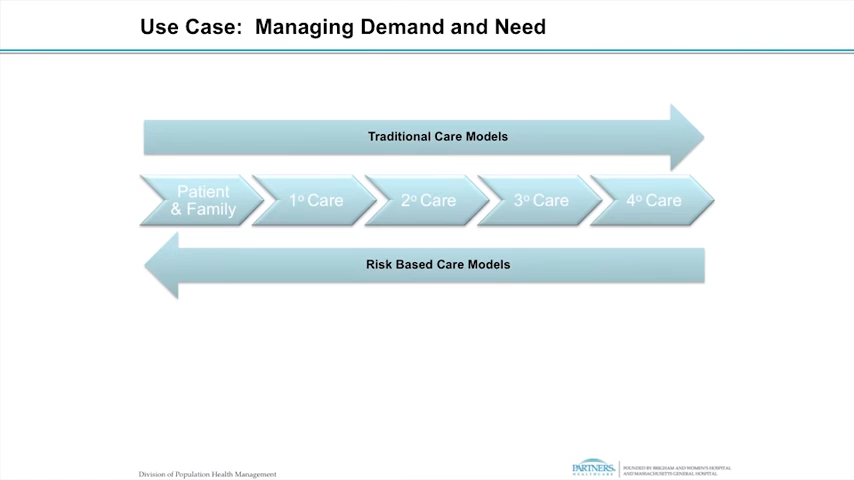 Use Case: Managing Demand and Need
Traditional Care Models
Patient
& Family
1º Care
2º Care
3º Care
4º Care
Risk Based Care Models
Division of Population Health Management
PARTNERS
HEALTHCARE
FOUNDED BY BRIGHAM AND WOMEN'S HOSPITAL
AND MASSACHUSETTS GENERAL HOSPITAL